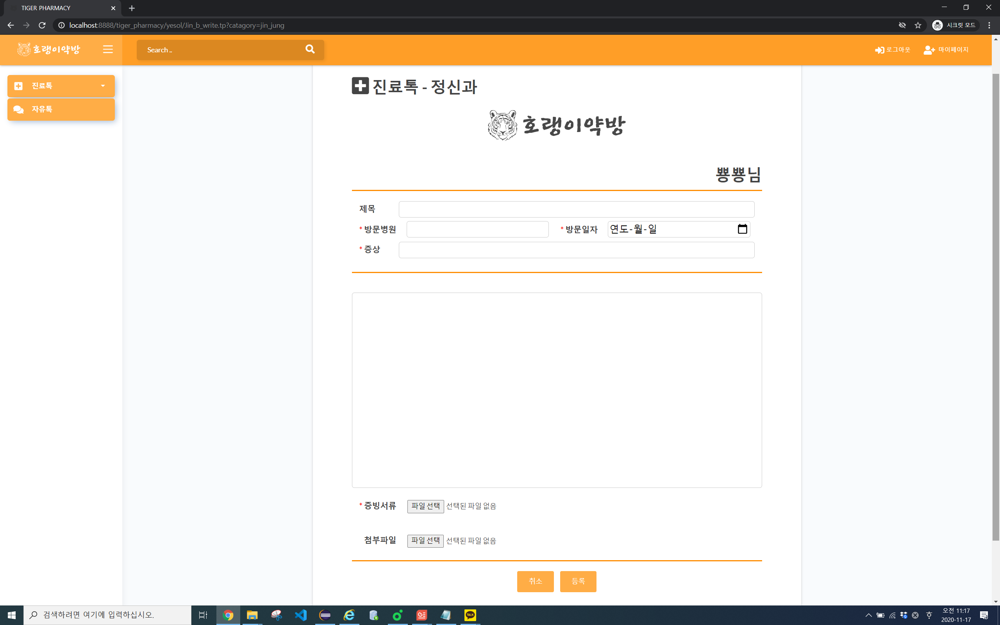 TIGER PHARMACY
localhost:8888/tiger_pharmacy/yesol/Jin_b_write.tp?catagory=jin_jung
시크릿 모드
호랭이약방
Search ..
로그아웃
마이페이지
진료톡
자유톡
진료톡 - 정신과
호랭이약방
뿅뿅님
제목
* 방문병원
* 방문일자
연도-월-일
* 증상
* 증빙서류
파일 선택 선택된 파일 없음
첨부파일
파일 선택 선택된 파일 없음
취소
등록
검색하려면 여기에 입력하십시오.
TALK
오전 11:17
2020-11-17